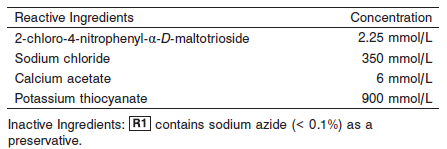 Reactive Ingredients Concentration
2-chloro-4-nitrophenyl-α-D-maltotrioside 2.25 mmol/L
Sodium chloride 350 mmol/L
Calcium acetate 6 mmol/L
Potassium thiocyanate 900 mmol/L
Inactive Ingredients: R1 contains sodium azide (< 0.1%) as a
preservative.